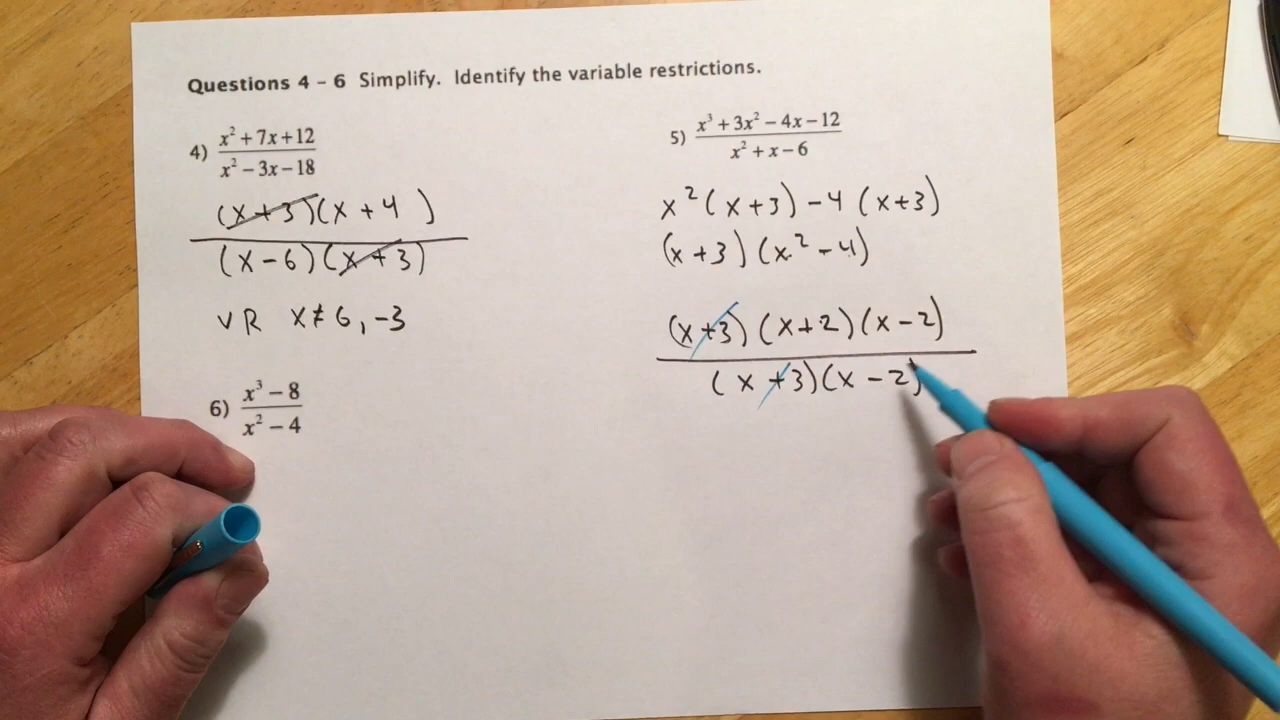 Questions 4 – 6 Simplify. Identify the variable restrictions.
4) x² + 7x + 12
x² – 3x – 18
(x + 3)(x + 4 )
(x – 6)(x + 3)
VR x ≠ 6, -3
6) x³ – 8
x² – 4
5) x³ + 3x² – 4x – 12
x² + x – 6
x²(x+3) – 4 (x+3)
(x+3)(x² – 4)
(x+3)(x+2)(x – 2)
(x+3)(x – 2)